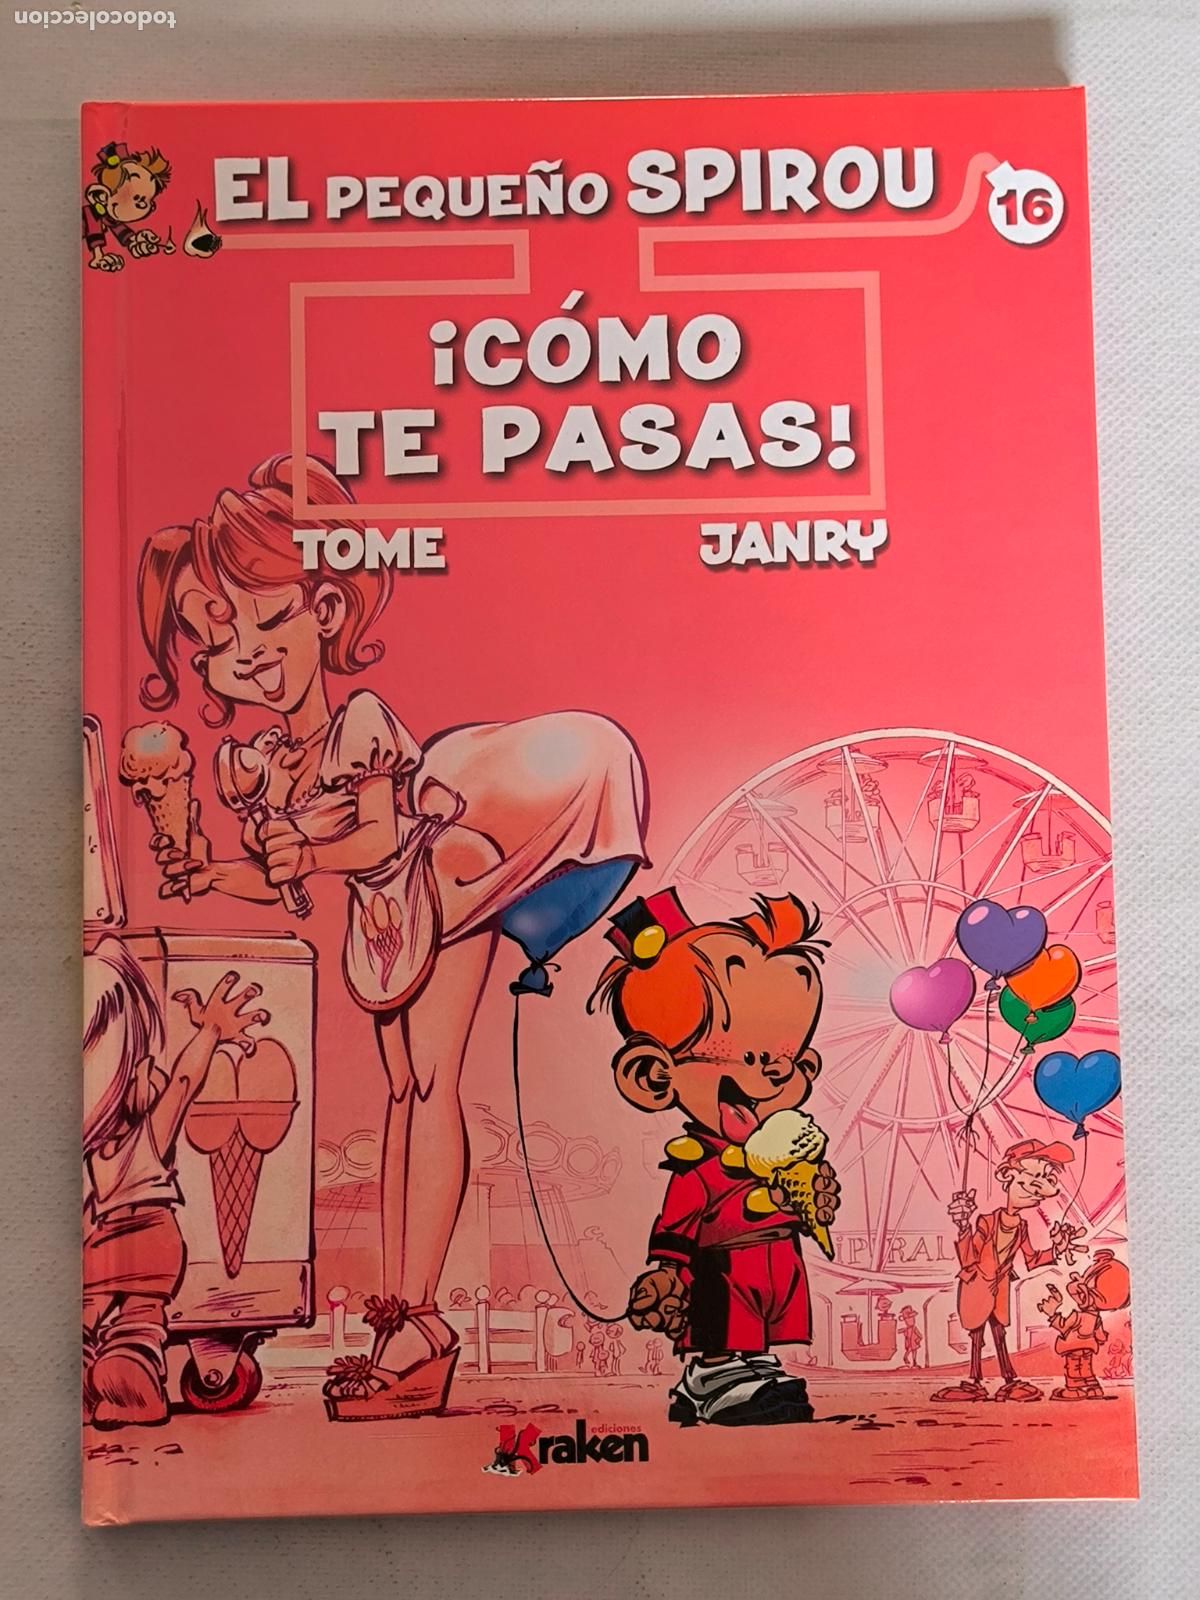 todocoleccion
EL PEQUEÑO SPIROU
16
¡CÓMO
TE PASAS!
TOME
JANRY
ediciones
Kraken